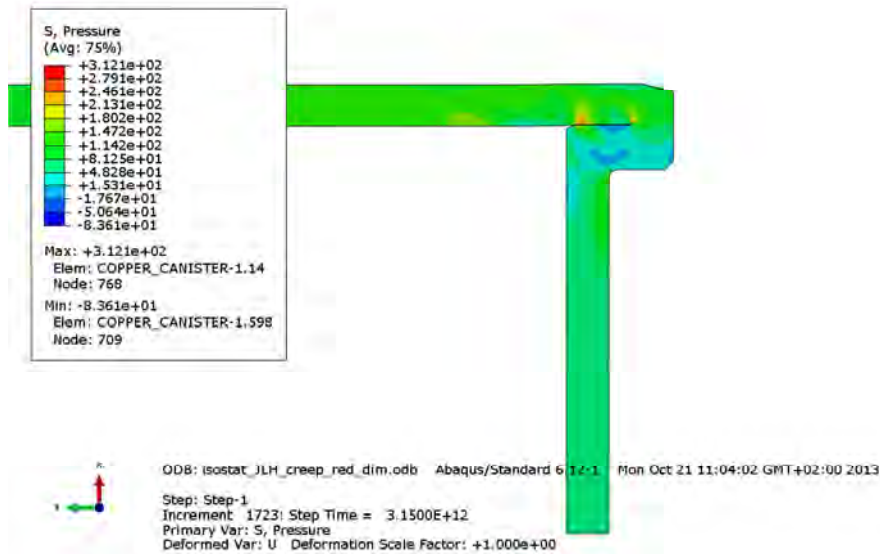 S, Pressure
(Avg: 75%)
+3.121e+02
+2.791e+02
+2.461e+02
+2.131e+02
+1.802e+02
+1.472e+02
+1.142e+02
+8.125e+01
+4.828e+01
+1.531e+01
-1.767e+01
-5.064e+01
-8.361e+01
Max: +3.121e+02
Elem: COPPER_CANISTER-1.14
Node: 768
Min: -8.361e+01
Elem: COPPER_CANISTER-1.598
Node: 709
ODB: isostat_JLH_creep_red_dim.odb Abaqus/Standard 6.12-1 Mon Oct 21 11:04:02 GMT+02:00 2013
Step: Step-1
Increment 1723: Step Time = 3.1500E+12
Primary Var: S, Pressure
Deformed Var: U Deformation Scale Factor: +1.000e+00